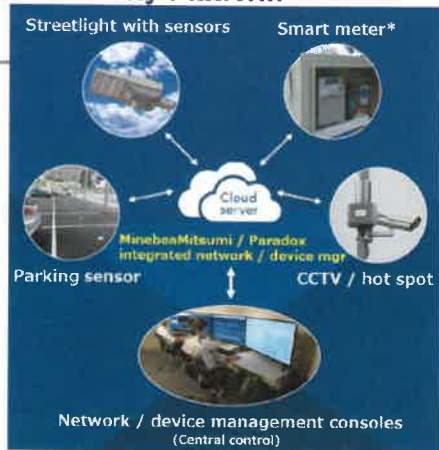 Streetlight with sensors
Smart meter*
Cloud
server
MinebeaMitsumi / Paradox
integrated network / device mgr
Parking sensor
CCTV / hot spot
Network / device management consoles
(Central control)